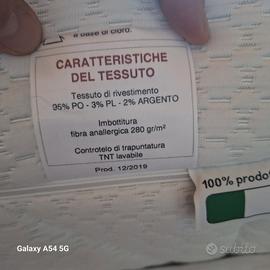 a base di cloro.
CARATTERISTICHE
DEL TESSUTO
Tessuto di rivestimento
95% PO - 3% PL - 2% ARGENTO
Imbottitura
fibra anallergica 280 gr/m²
Controtelo di trapuntatura
TNT lavabile
Prod. 12/2019
100% prodo
Galaxy A54 5G
subito